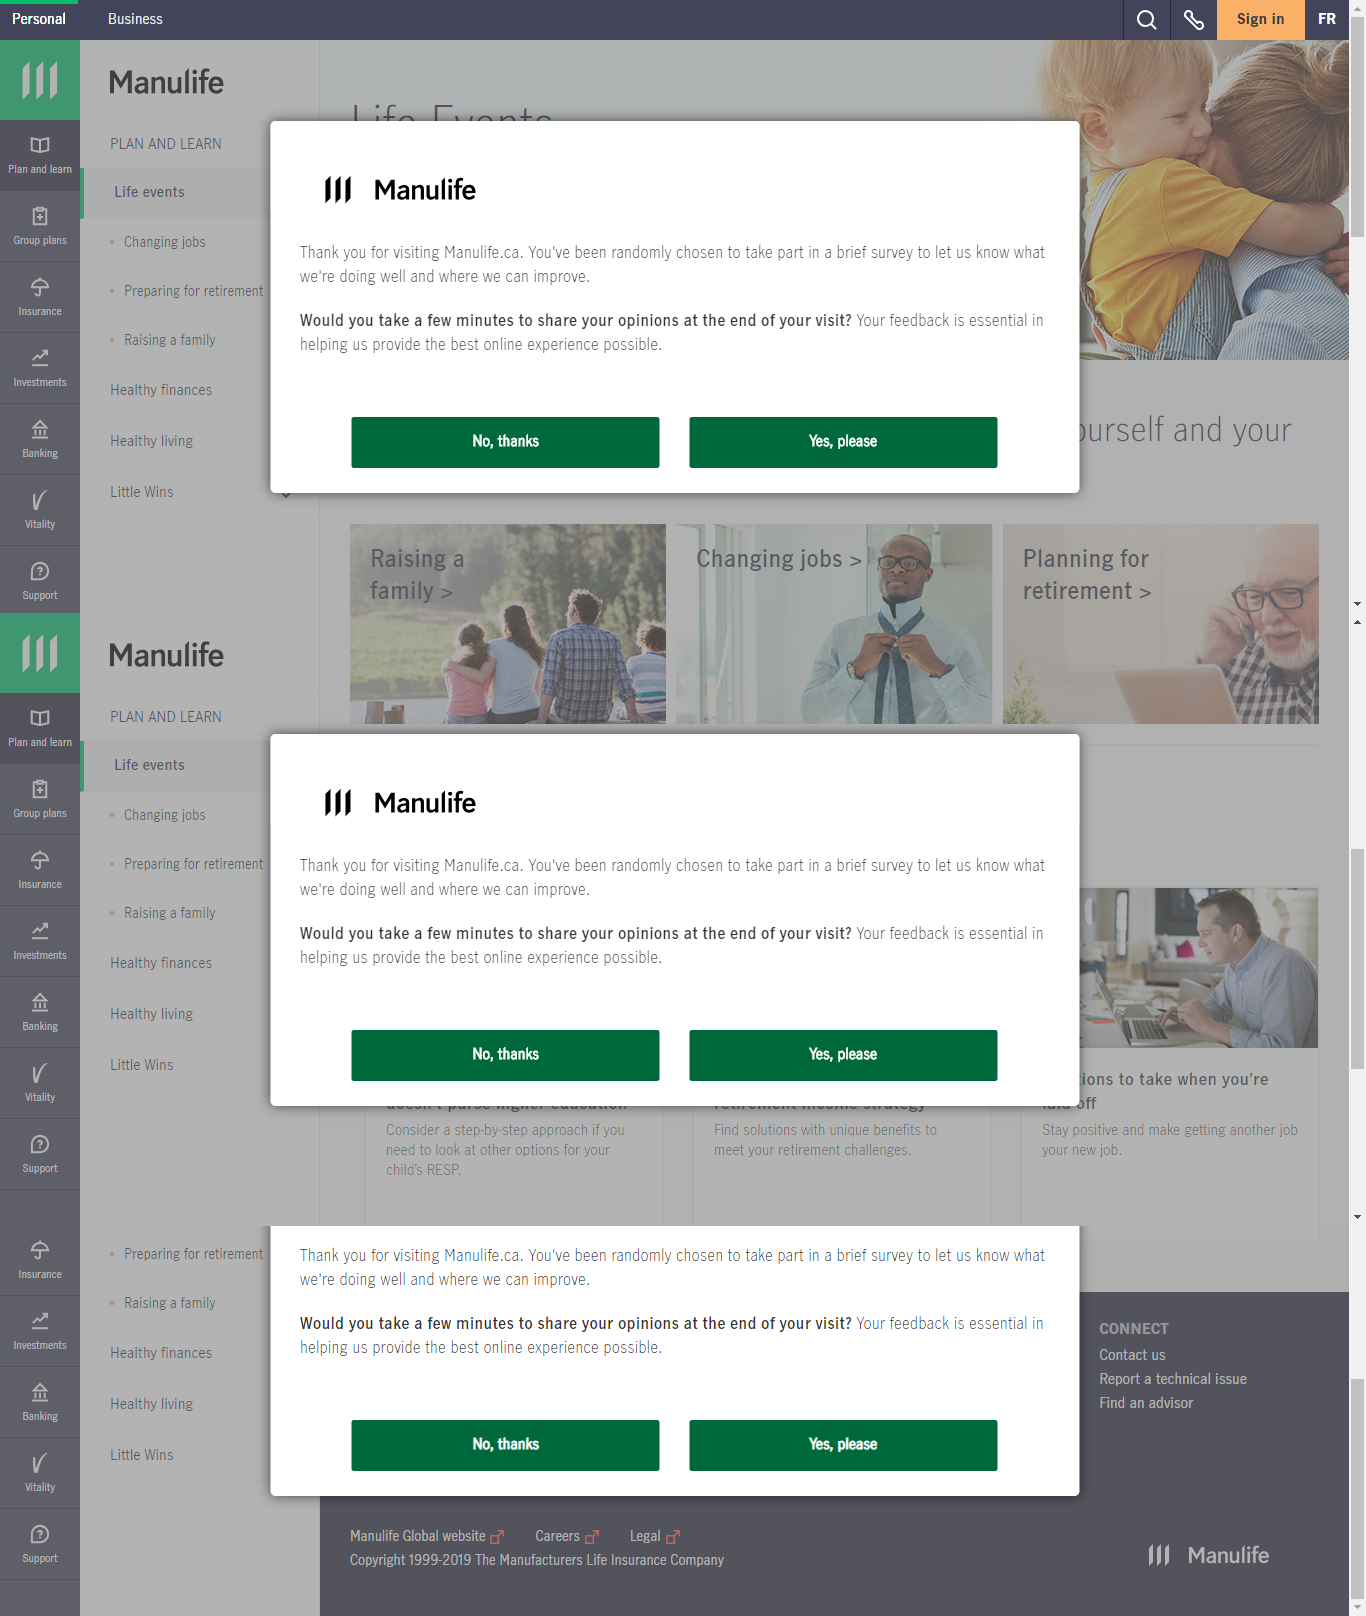 Personal
Business
Sign in
FR
Manulife
Life Events
PLAN AND LEARN
Plan and learn
Life events
Group plans
Changing jobs
Preparing for retirement
Insurance
Raising a family
Investments
Healthy finances
Banking
Healthy living
Little Wins
Vitality
Support
Manulife
Thank you for visiting Manulife.ca. You've been randomly chosen to take part in a brief survey to let us know what
we're doing well and where we can improve.
Would you take a few minutes to share your opinions at the end of your visit? Your feedback is essential in
helping us provide the best online experience possible.
No, thanks
Yes, please
ourself and your
Raising a
family >
Changing jobs >
Planning for
retirement >
Manulife
PLAN AND LEARN
Plan and learn
Life events
Group plans
Changing jobs
Preparing for retirement
Insurance
Raising a family
Investments
Healthy finances
Banking
Healthy living
Little Wins
Vitality
Support
Manulife
Thank you for visiting Manulife.ca. You've been randomly chosen to take part in a brief survey to let us know what
we're doing well and where we can improve.
Would you take a few minutes to share your opinions at the end of your visit? Your feedback is essential in
helping us provide the best online experience possible.
No, thanks
Yes, please
higher education
Consider a step-by-step approach if you
need to look at other options for your
child's RESP.
retirement income strategy
Find solutions with unique benefits to
meet your retirement challenges.
tions to take when you're
laid off
Stay positive and make getting another job
your new job.
Preparing for retirement
Insurance
Raising a family
Investments
Healthy finances
Banking
Healthy living
Little Wins
Vitality
Support
Thank you for visiting Manulife.ca. You've been randomly chosen to take part in a brief survey to let us know what
we're doing well and where we can improve.
Would you take a few minutes to share your opinions at the end of your visit? Your feedback is essential in
helping us provide the best online experience possible.
No, thanks
Yes, please
CONNECT
Contact us
Report a technical issue
Find an advisor
Manulife Global website
Careers
Legal
Copyright 1999-2019 The Manufacturers Life Insurance Company
Manulife